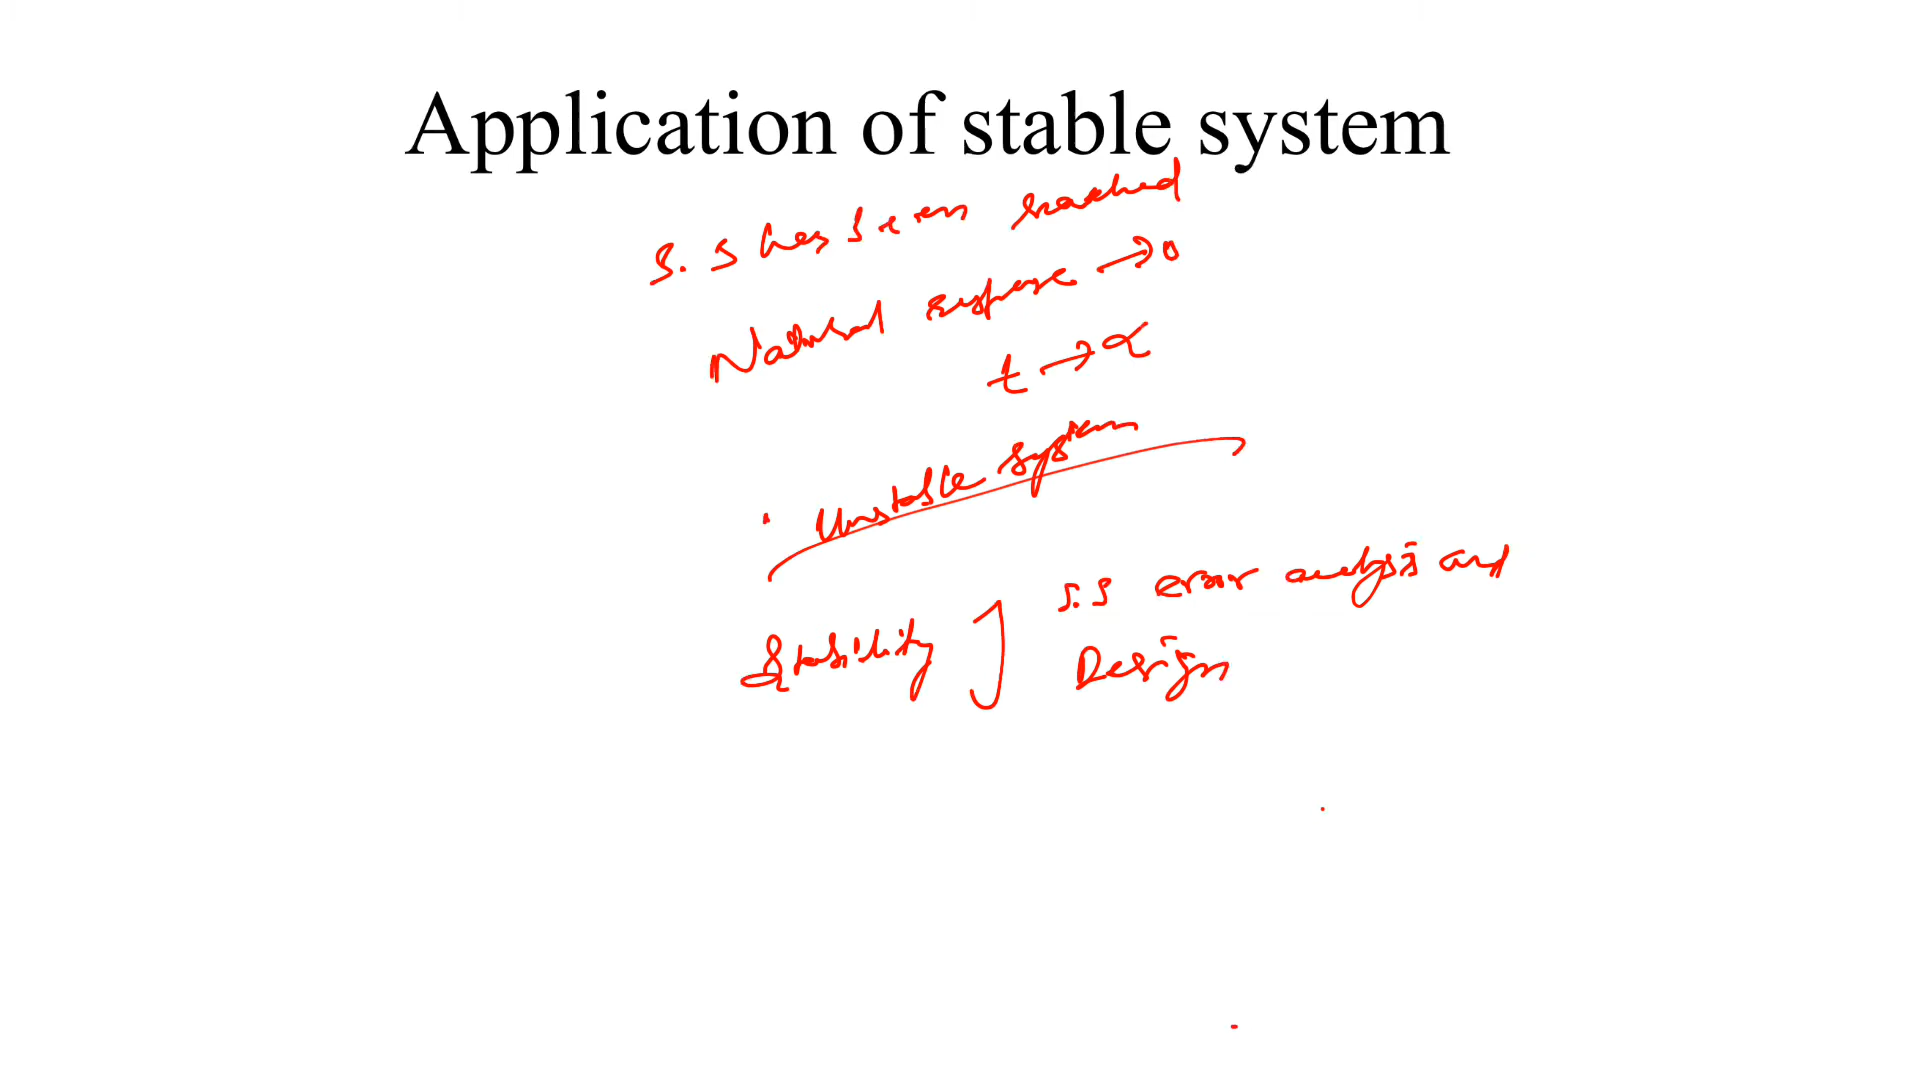 Application of stable system
S.S has been reached
Natural response → 0
t → ∝
Unstable system
Stability ] S.S error analysis and
Design